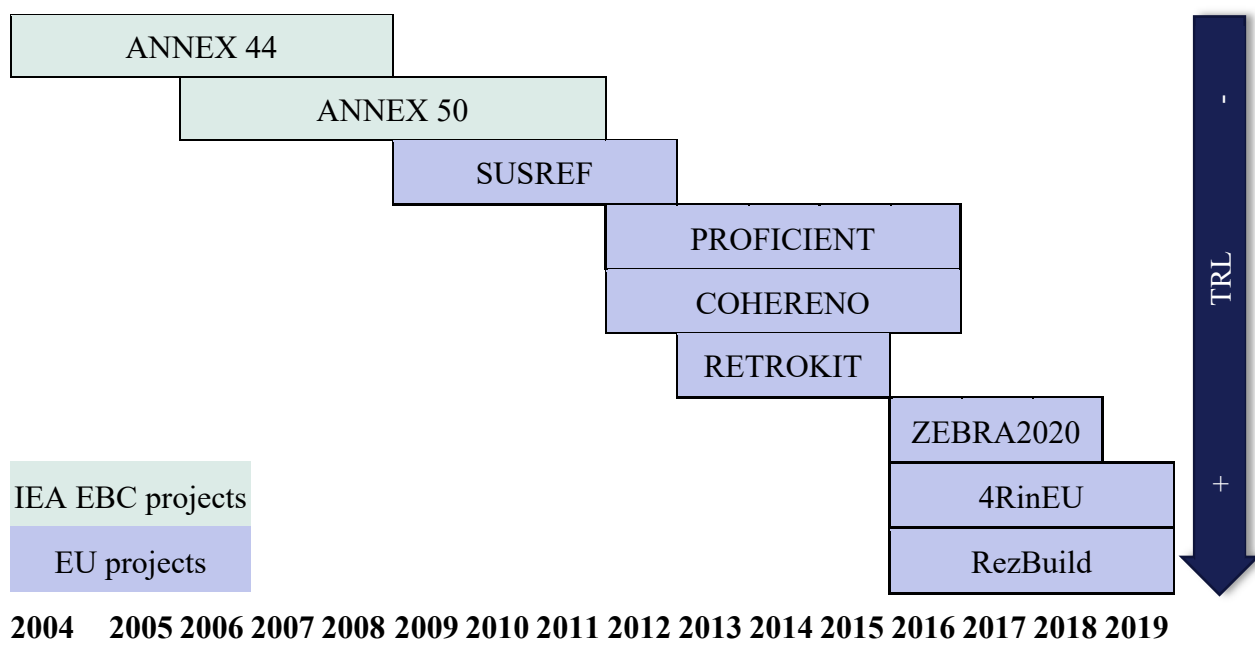 ANNEX 44
-
ANNEX 50
SUSREF
PROFICIENT
TRL
COHERENO
RETROKIT
ZEBRA2020
IEA EBC projects
4RinEU
+
EU projects
RezBuild
2004 2005 2006 2007 2008 2009 2010 2011 2012 2013 2014 2015 2016 2017 2018 2019